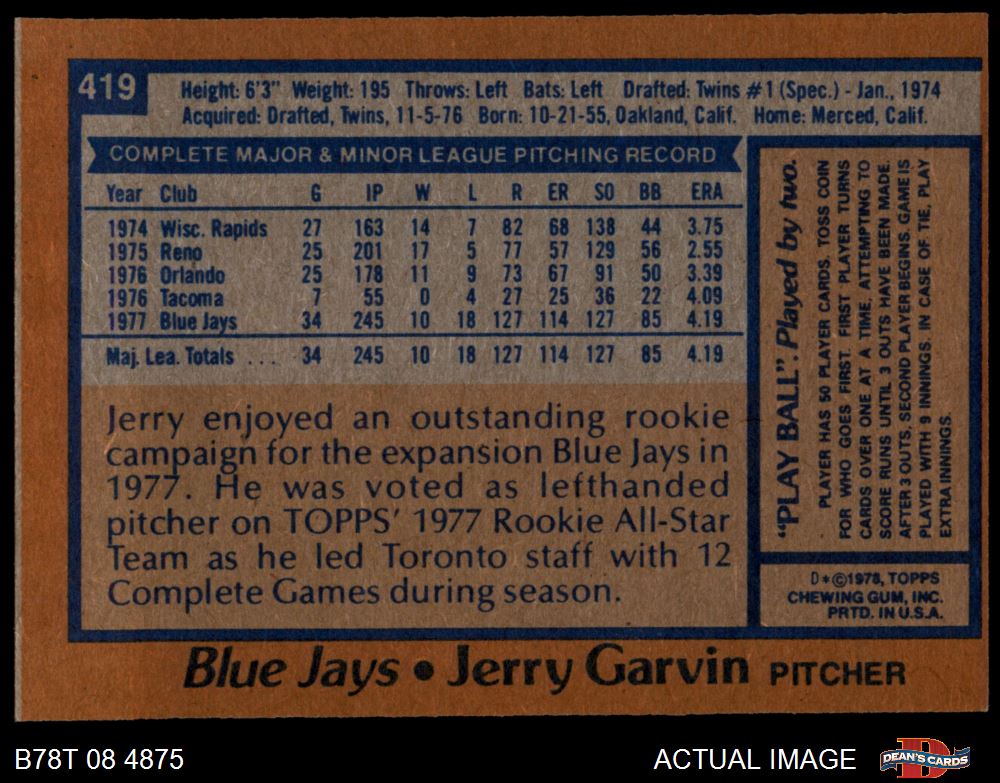 419
Height: 6'3" Weight: 195 Throws: Left Bats: Left Drafted: Twins #1 (Spec.) - Jan., 1974
Acquired: Drafted, Twins, 11-5-76 Born: 10-21-55, Oakland, Calif. Home: Merced, Calif.
COMPLETE MAJOR & MINOR LEAGUE PITCHING RECORD
Year Club G IP W L R ER SO BB ERA
1974 Wisc. Rapids 27 163 14 7 82 68 138 44 3.75
1975 Reno 25 201 17 5 77 57 129 56 2.55
1976 Orlando 25 178 11 9 73 67 91 50 3.39
1976 Tacoma 7 55 0 4 27 25 36 22 4.09
1977 Blue Jays 34 245 10 18 127 114 127 85 4.19
Maj. Lea. Totals ... 34 245 10 18 127 114 127 85 4.19
Jerry enjoyed an outstanding rookie
campaign for the expansion Blue Jays in
1977. He was voted as lefthanded
pitcher on TOPPS' 1977 Rookie All-Star
Team as he led Toronto staff with 12
Complete Games during season.
"PLAY BALL". Played by two.
PLAYER HAS 50 PLAYER CARDS. TOSS COIN
FOR WHO GOES FIRST. FIRST PLAYER TURNS
CARDS OVER ONE AT A TIME, ATTEMPTING TO
SCORE RUNS UNTIL 3 OUTS HAVE BEEN MADE.
AFTER 3 OUTS, SECOND PLAYER BEGINS. GAME IS
PLAYED WITH 9 INNINGS. IN CASE OF TIE, PLAY
EXTRA INNINGS.
D*©1978, TOPPS
CHEWING GUM, INC.
PRTD. IN U.S.A.
Blue Jays • Jerry Garvin PITCHER
B78T 08 4875
ACTUAL IMAGE
D
DEAN'S CARDS